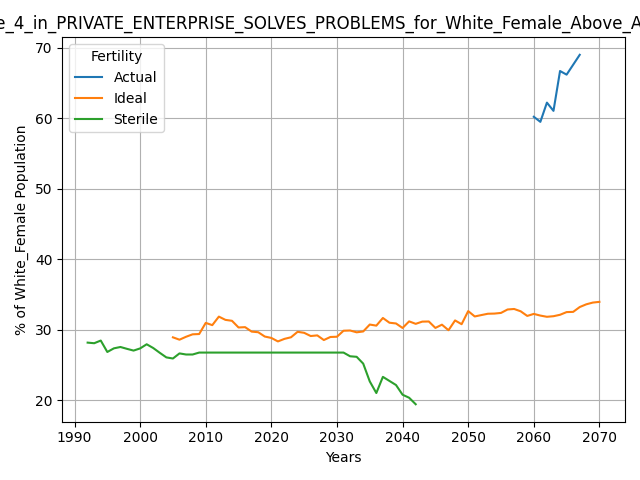 e_4_in_PRIVATE_ENTERPRISE_SOLVES_PROBLEMS_for_White_Female_Above_A
Fertility
Actual
Ideal
Sterile
% of White_Female Population
70
60
50
40
30
20
1990 2000 2010 2020 2030 2040 2050 2060 2070
Years